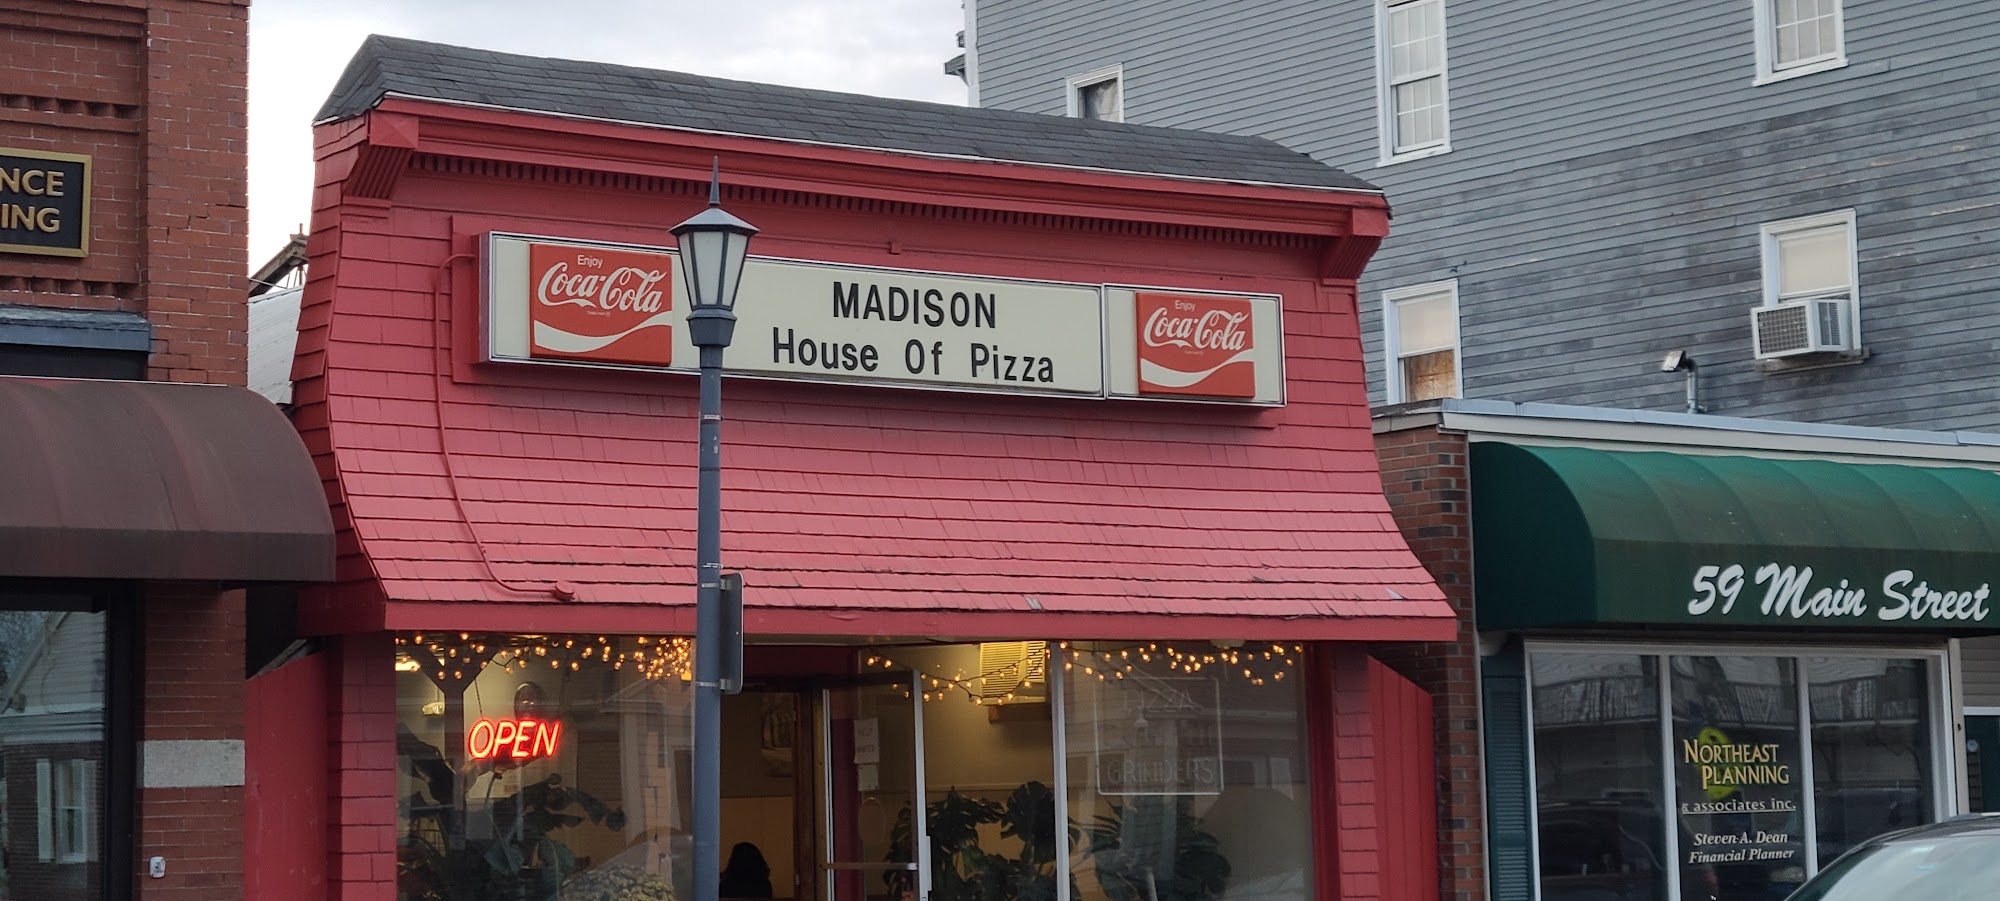 NCE
ING
Enjoy
Coca-Cola
MADISON
House Of Pizza
Enjoy
Coca-Cola
OPEN
GRINDERS
59 Main Street
NORTHEAST
PLANNING
& associates inc.
Steven A. Dean
Financial Planner